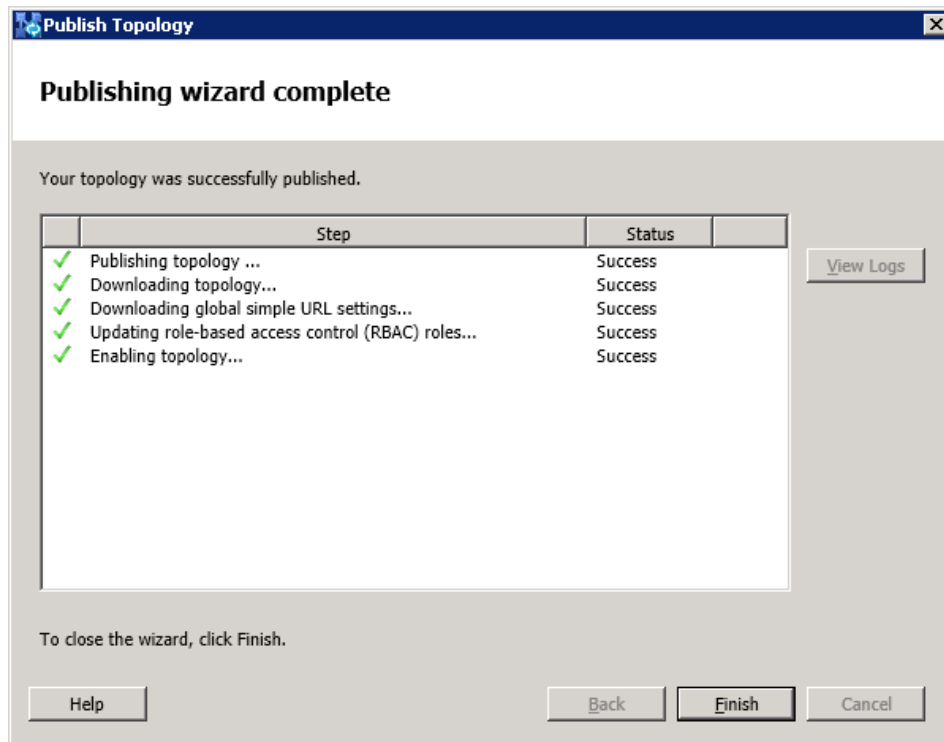 Publish Topology
Publishing wizard complete
Your topology was successfully published.
Step Status
Publishing topology ... Success
Downloading topology... Success
Downloading global simple URL settings... Success
Updating role-based access control (RBAC) roles... Success
Enabling topology... Success
View Logs
To close the wizard, click Finish.
Help Back Finish Cancel